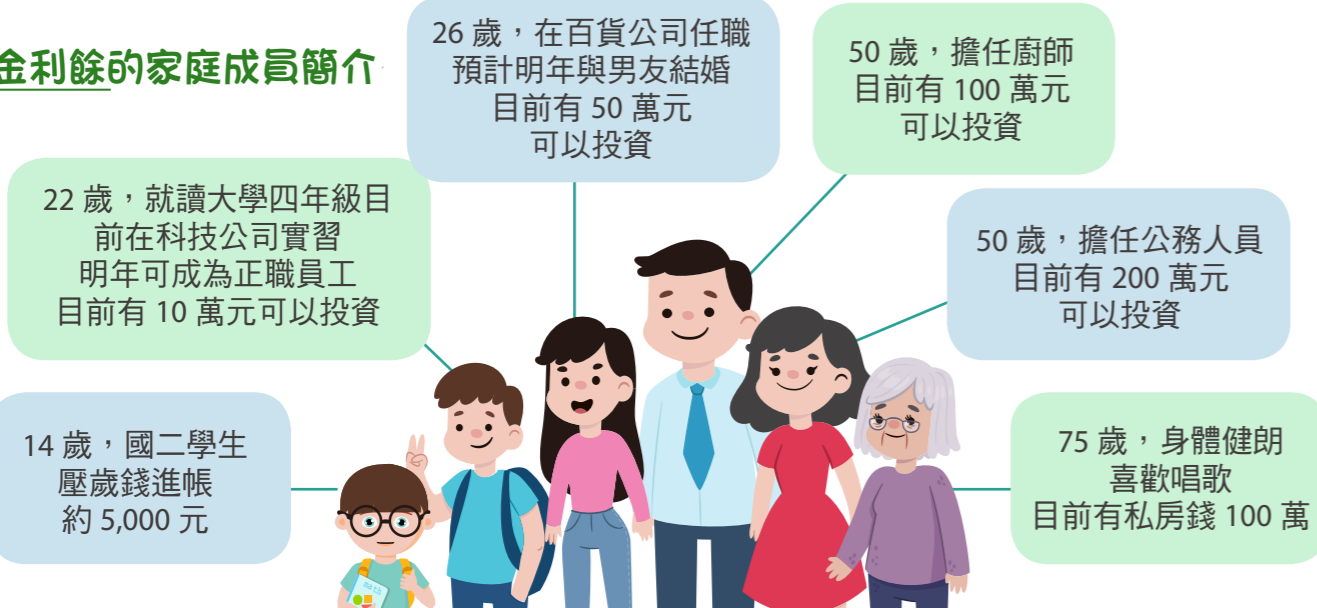 金利餘的家庭成員簡介
26 歲，在百貨公司任職
預計明年與男友結婚
目前有 50 萬元
可以投資
50 歲，擔任廚師
目前有 100 萬元
可以投資
22 歲，就讀大學四年級目
前在科技公司實習
明年可成為正職員工
目前有 10 萬元可以投資
50 歲，擔任公務人員
目前有 200 萬元
可以投資
14 歲，國二學生
壓歲錢進帳
約 5,000 元
75 歲，身體健朗
喜歡唱歌
目前有私房錢 100 萬
math